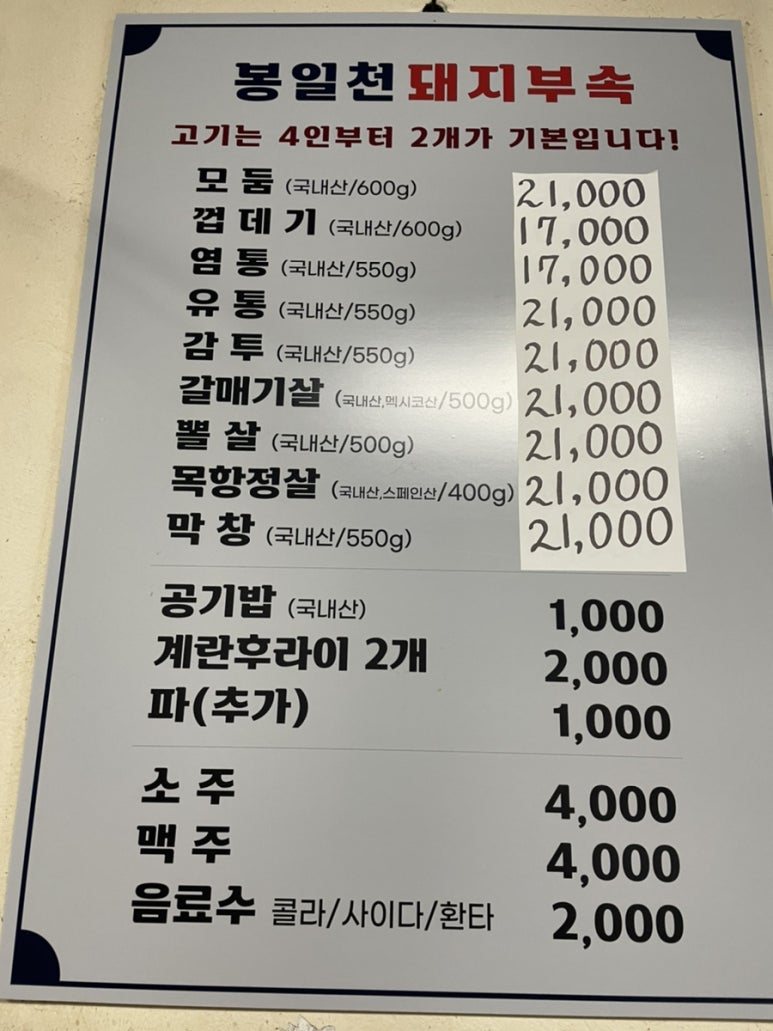 봉일천돼지부속
고기는 4인부터 2개가 기본입니다!
모둠 (국내산/600g) 21,000
껍데기 (국내산/600g) 17,000
염통 (국내산/550g) 17,000
유통 (국내산/550g) 21,000
감투 (국내산/550g) 21,000
갈매기살 (국내산,멕시코산/500g) 21,000
뽈살 (국내산/500g) 21,000
목항정살 (국내산,스페인산/400g) 21,000
막창 (국내산/550g) 21,000
공기밥 (국내산) 1,000
계란후라이 2개 2,000
파(추가) 1,000
소주 4,000
맥주 4,000
음료수 콜라/사이다/환타 2,000